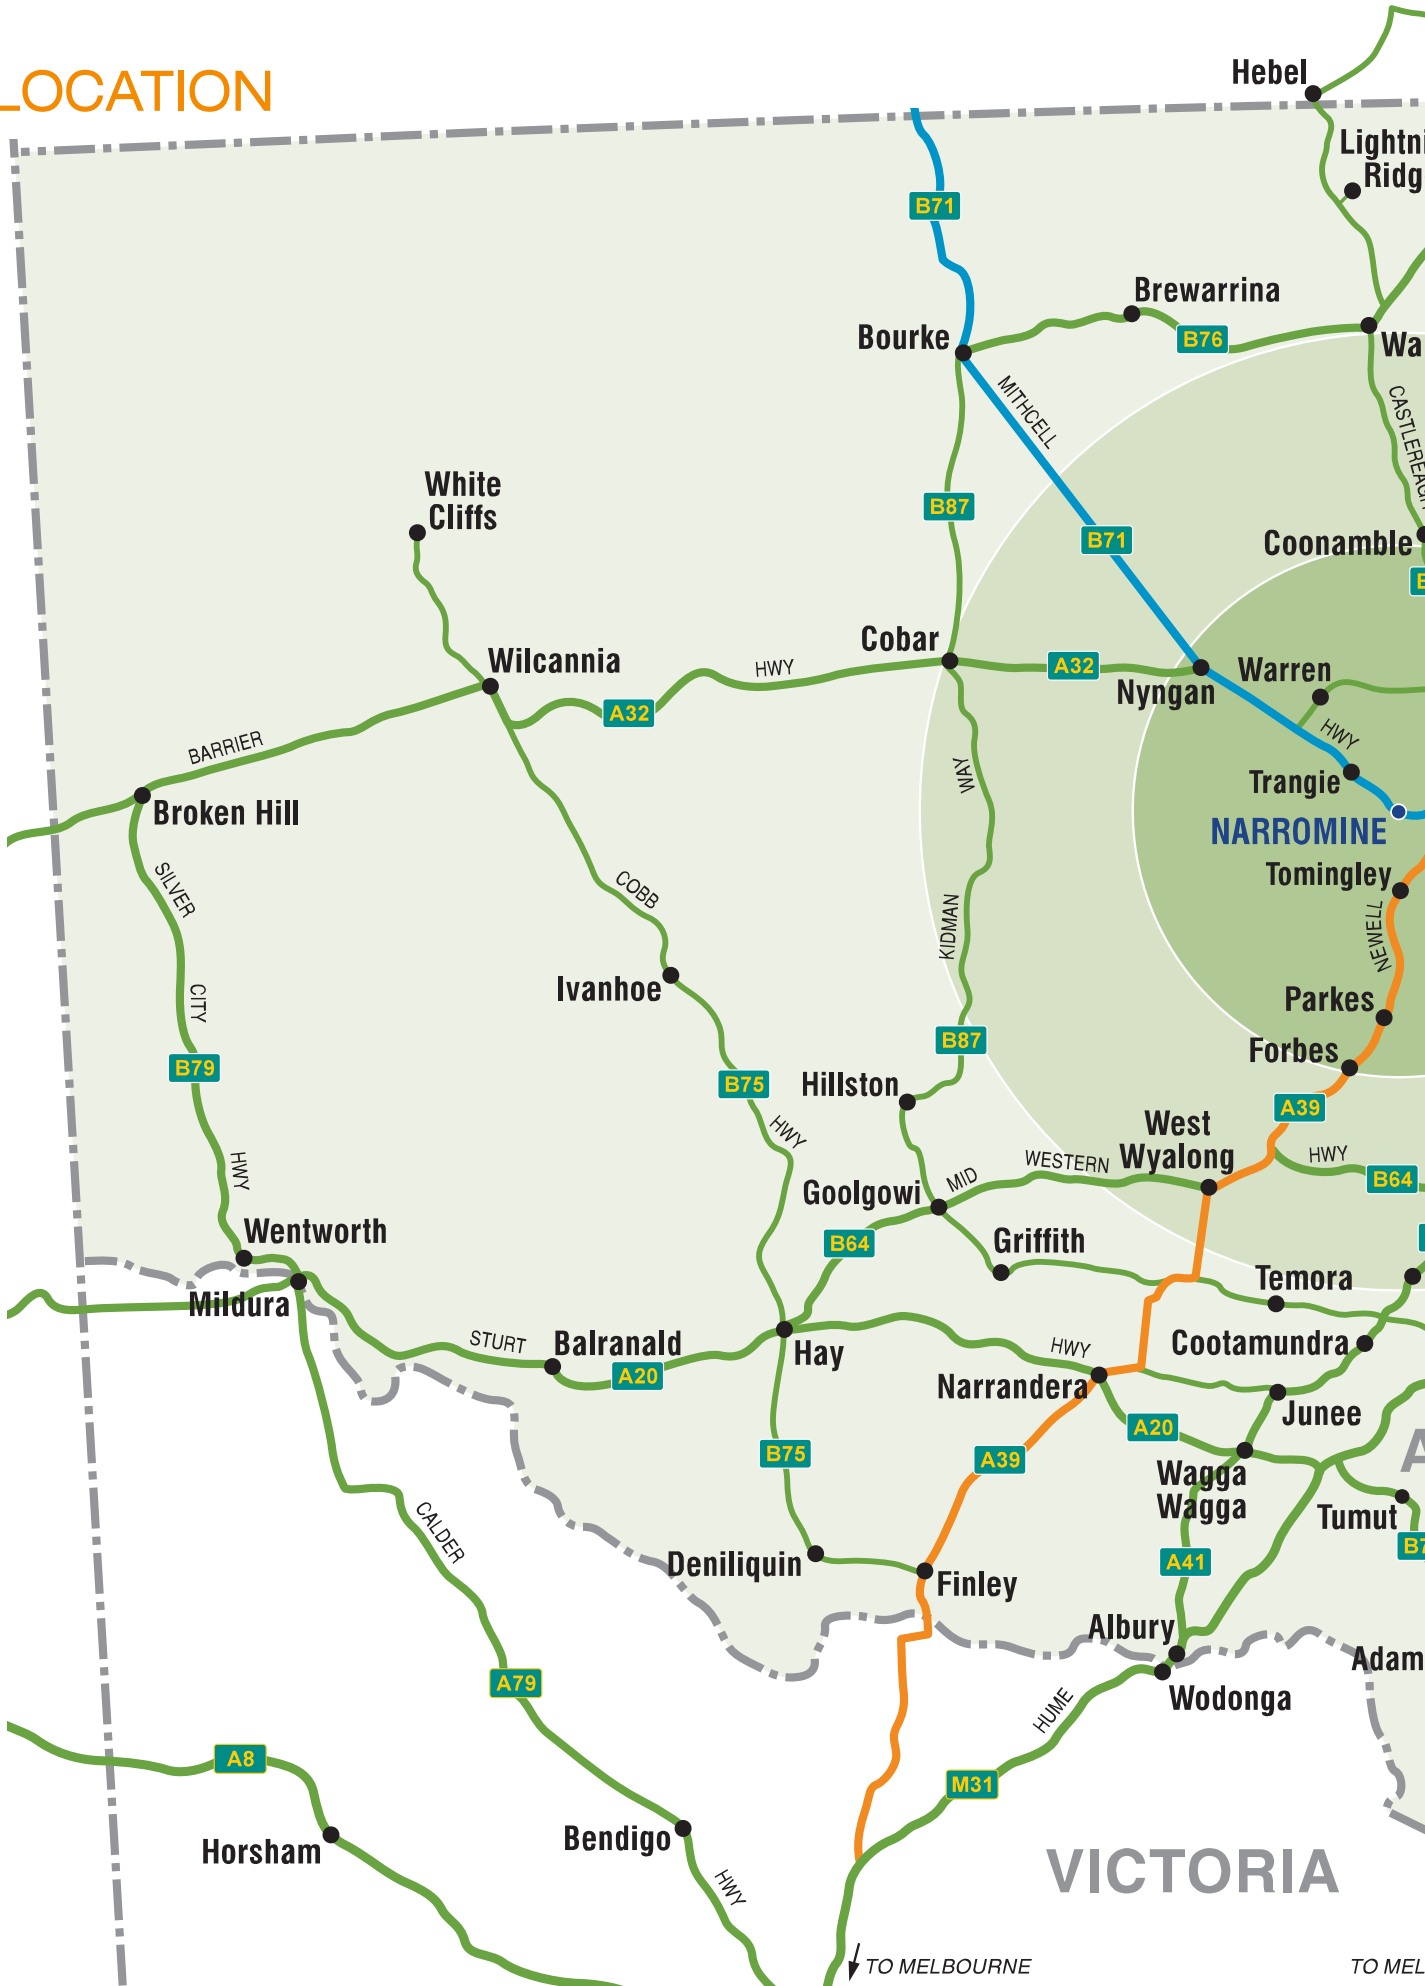 LOCATION
Hebel
Ridg
B71
Brewarrina
Bourke
B76
MITHCELL
White
Cliffs
B87
B71
Coonamble
Cobar
Wilcannia
HWY
A32
Warren
Nyngan
A32
BARRIER
HWY
WAY
Trangie
Broken Hill
NARROMINE
SILVER
COBB
Tomingley
KIDMAN
NEWELL
Ivanhoe
CITY
Parkes
B87
Forbes
B79
B75
Hillston
A39
HWY
West
Wyalong
HWY
WESTERN
HWY
MID
B64
Goolgowi
Wentworth
B64
Griffith
Temora
Mildura
STURT
Balranald
Hay
HWY
Cootamundra
A20
Narrandera
Junee
A20
B75
A39
Wagga
Wagga
Tumut
CALDER
Deniliquin
A41
Finley
Albury
A79
Wodonga
HUME
A8
M31
Bendigo
Horsham
VICTORIA
HWY
TO MELBOURNE